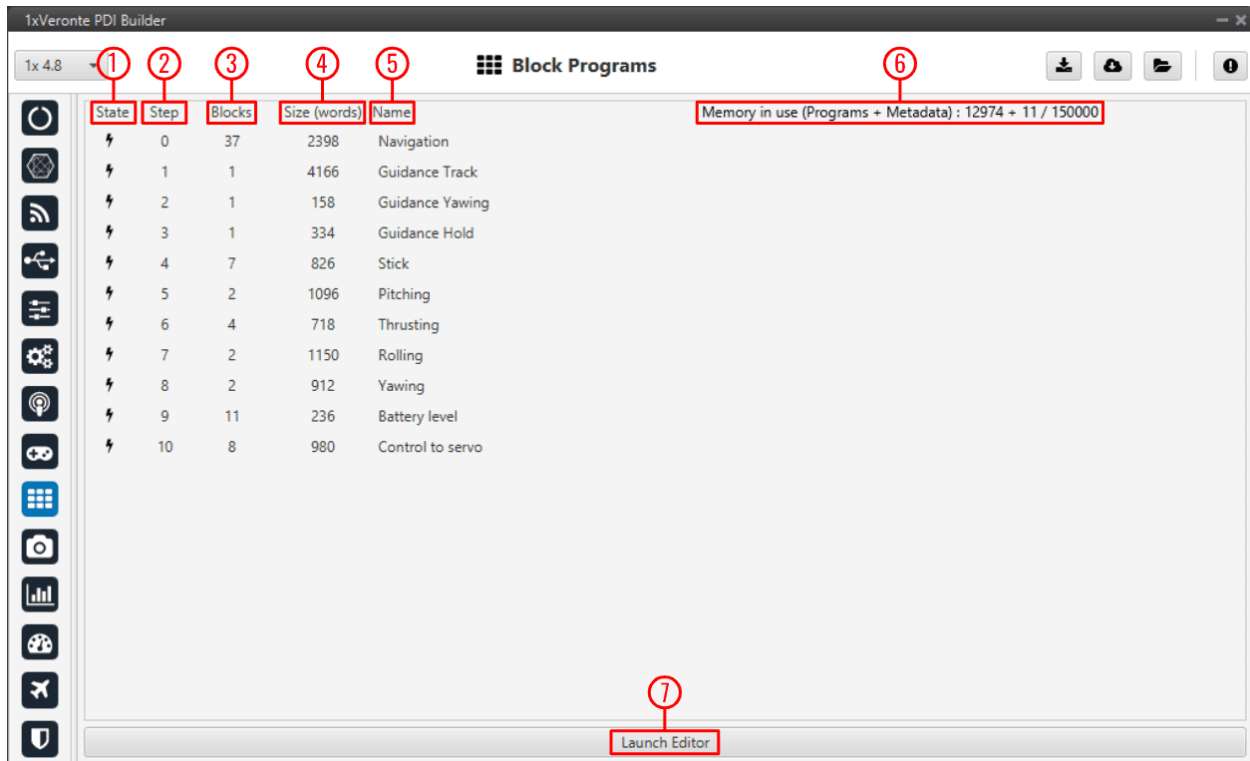 1xVeronte PDI Builder
1x 4.8 1 2 3 4 5 Block Programs 6
State Step Blocks Size (words) Name Memory in use (Programs + Metadata) : 12974 + 11 / 150000
0 37 2398 Navigation
1 1 4166 Guidance Track
2 1 158 Guidance Yawing
3 1 334 Guidance Hold
4 7 826 Stick
5 2 1096 Pitching
6 4 718 Thrusting
7 2 1150 Rolling
8 2 912 Yawing
9 11 236 Battery level
10 8 980 Control to servo
7
Launch Editor